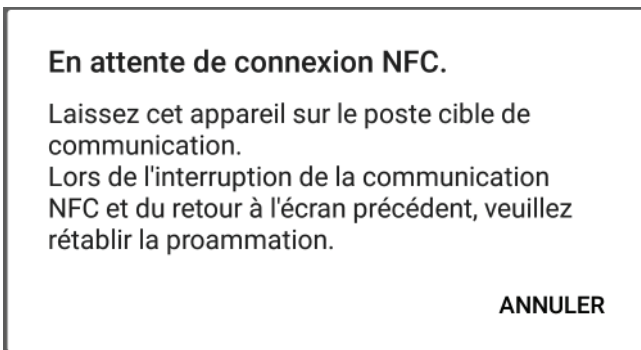 En attente de connexion NFC.
Laissez cet appareil sur le poste cible de
communication.
Lors de l'interruption de la communication
NFC et du retour à l'écran précédent, veuillez
rétablir la proammation.
ANNULER